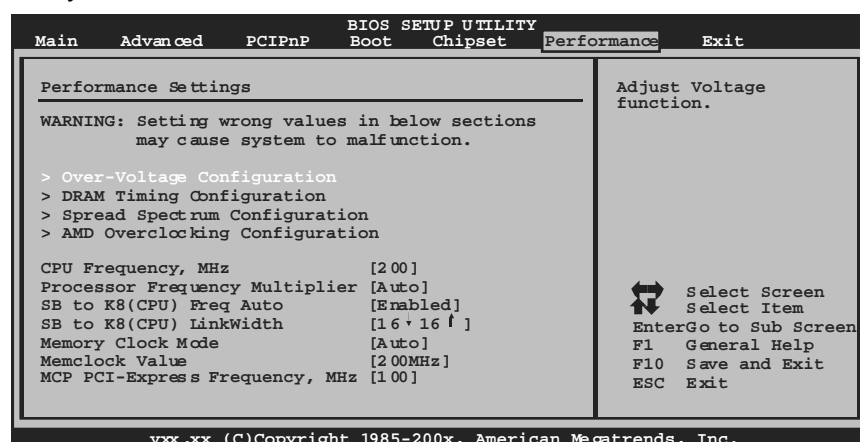 BIOS SETUP UTILITY
Main Advanced PCIPnP Boot Chipset Performance Exit
Performance Settings
WARNING: Setting wrong values in below sections
may cause system to malfunction.
> Over-Voltage Configuration
> DRAM Timing Configuration
> Spread Spectrum Configuration
> AMD Overclocking Configuration
CPU Frequency, MHz [200]
Processor Frequency Multiplier [Auto]
SB to K8(CPU) Freq Auto [Enabled]
SB to K8(CPU) LinkWidth [16↓ 16↑ ]
Memory Clock Mode [Auto]
Memclock Value [200MHz]
MCP PCI-Express Frequency, MHz [100]
Adjust Voltage
function.
Select Screen
Select Item
EnterGo to Sub Screen
F1 General Help
F10 Save and Exit
ESC Exit
vxx.xx (C)Copyright 1985-200x, American Megatrends, Inc.